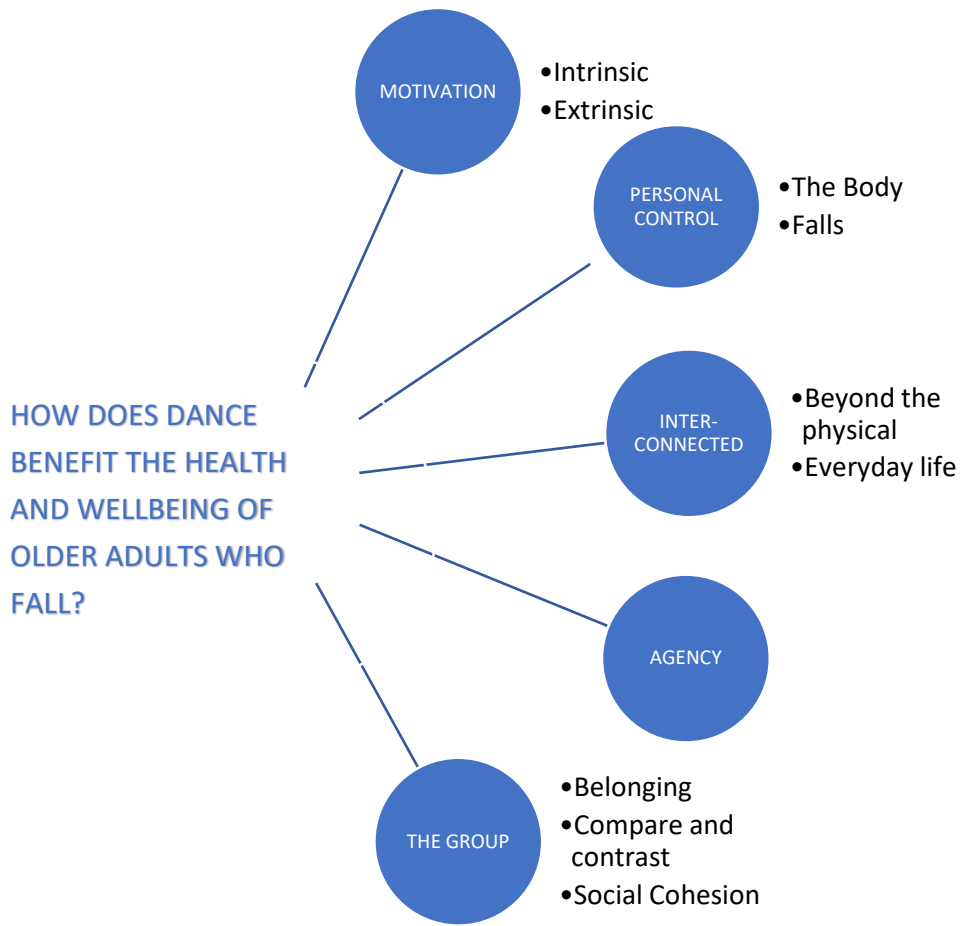 MOTIVATION
•Intrinsic
•Extrinsic
PERSONAL
CONTROL
•The Body
•Falls
HOW DOES DANCE
BENEFIT THE HEALTH
AND WELLBEING OF
OLDER ADULTS WHO
FALL?
INTER-
CONNECTED
•Beyond the
physical
•Everyday life
AGENCY
THE GROUP
•Belonging
•Compare and
contrast
•Social Cohesion